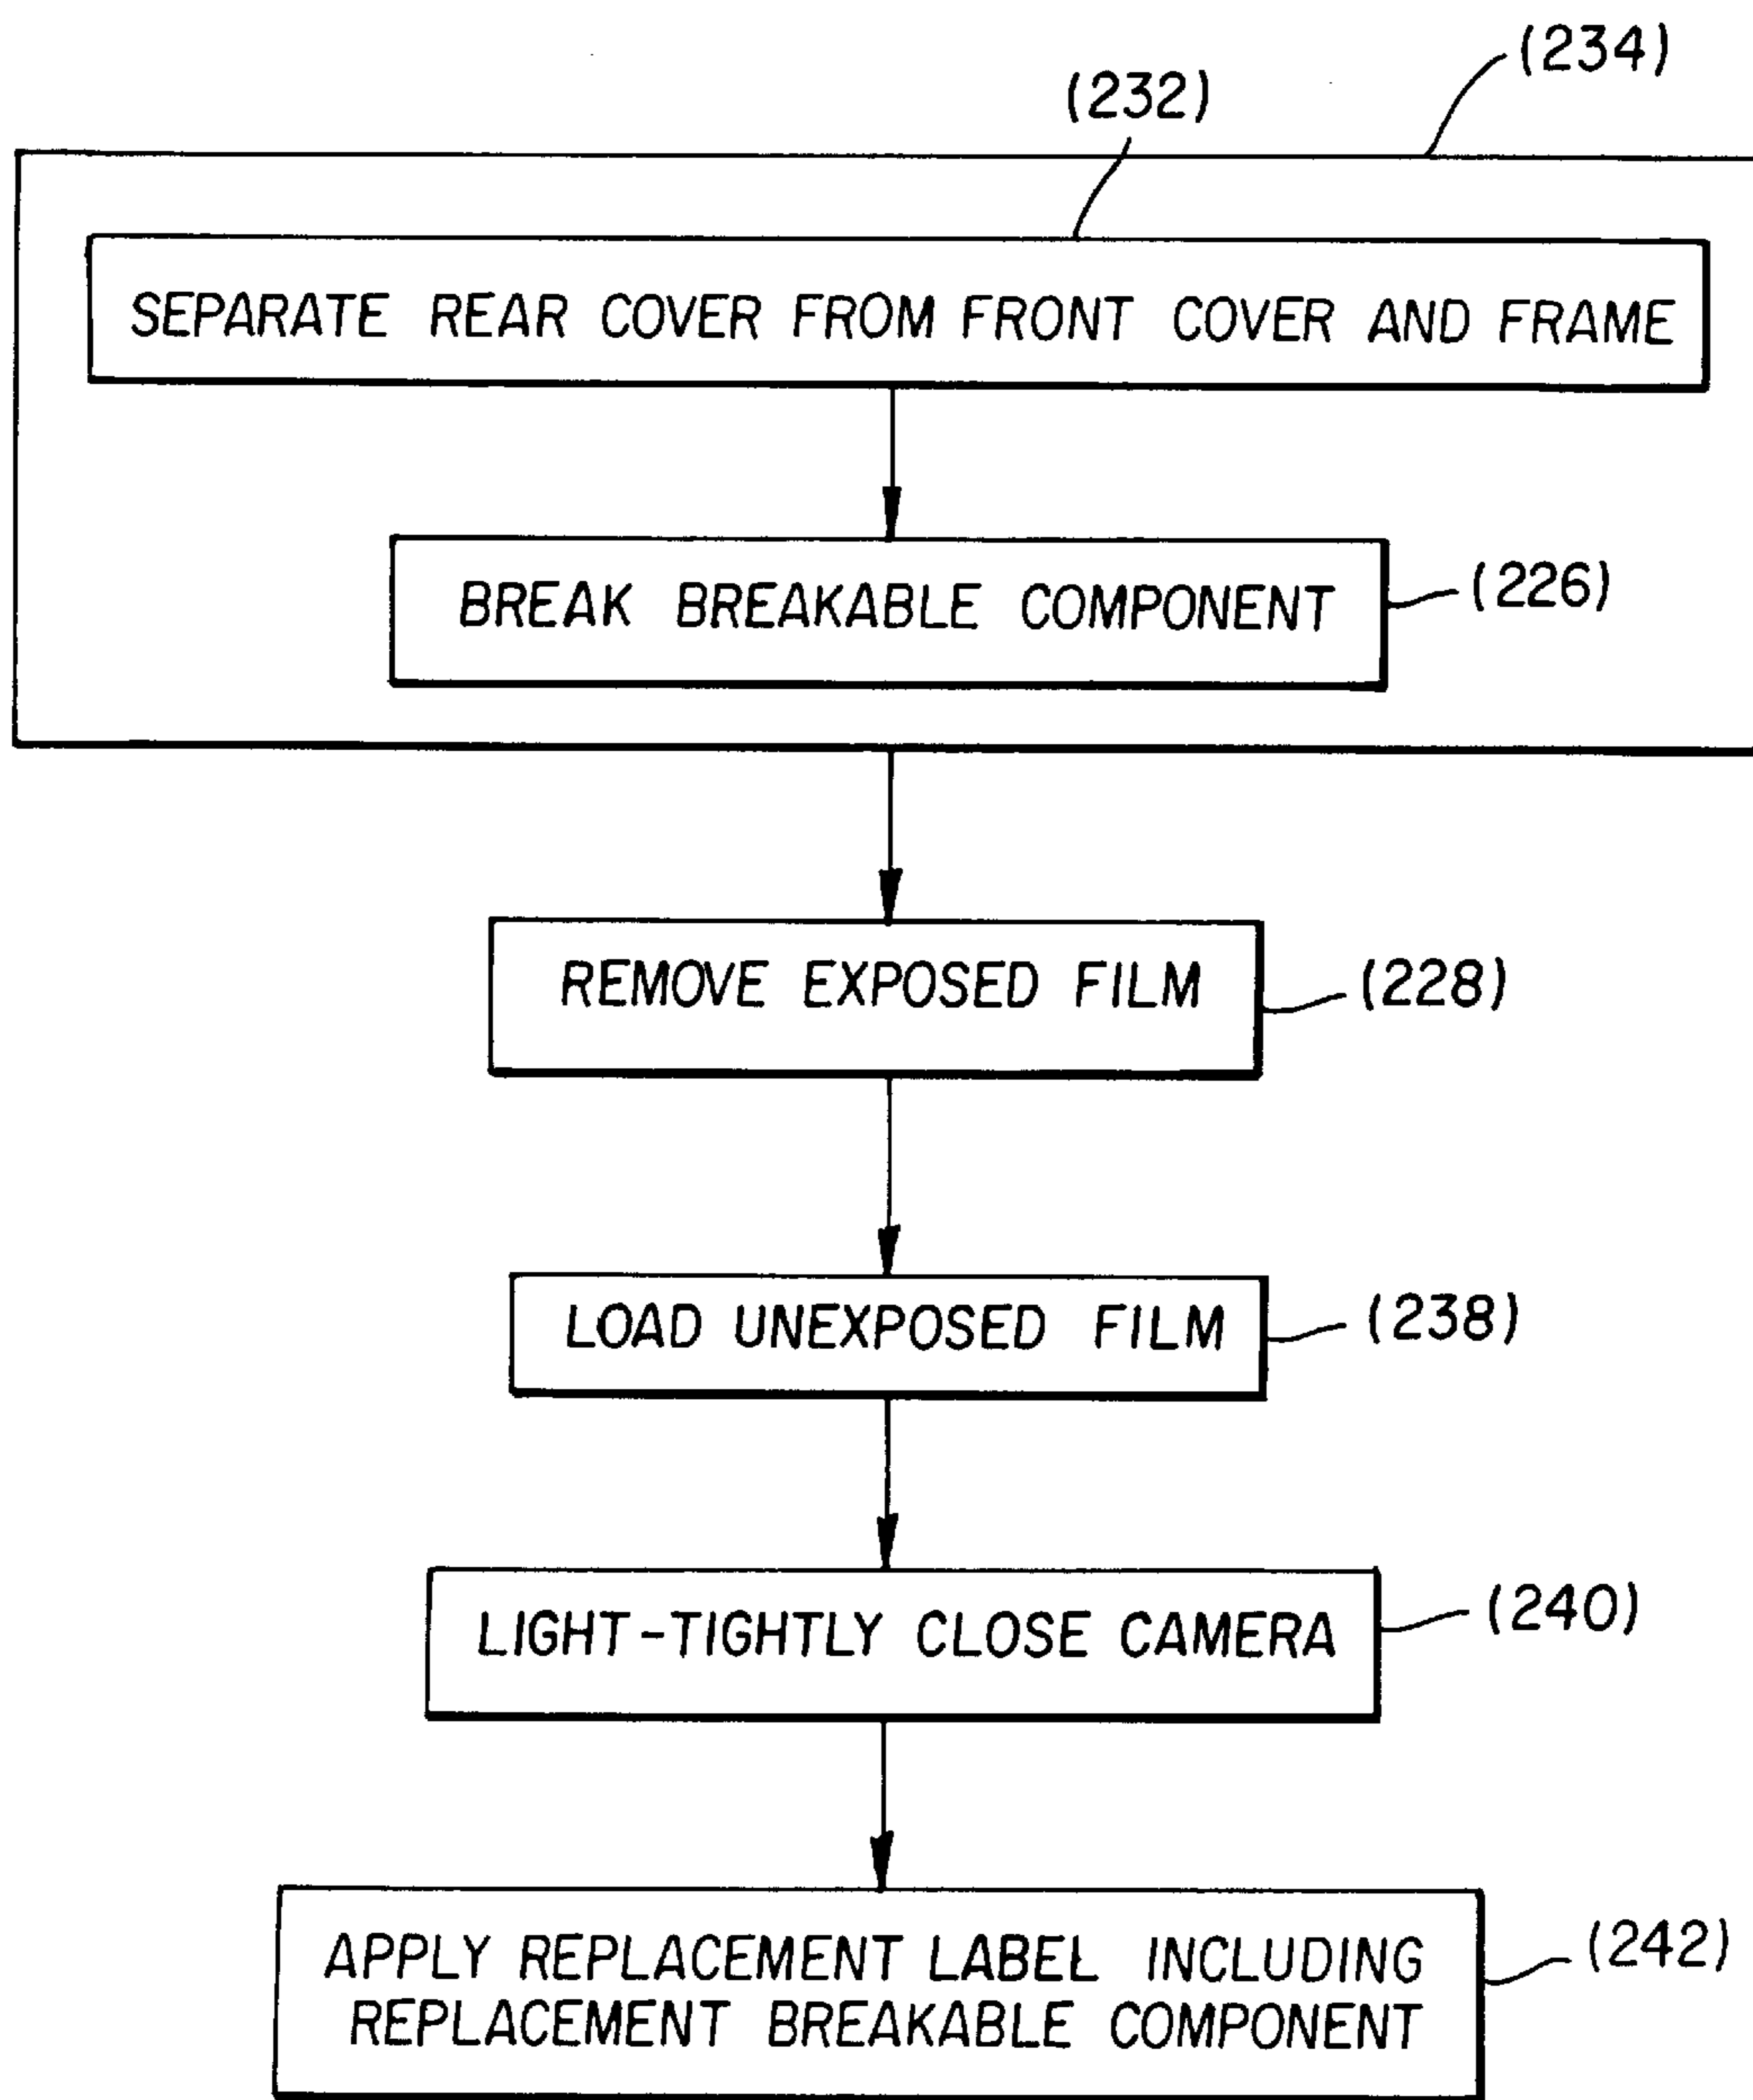 (234)
(232)
SEPARATE REAR COVER FROM FRONT COVER AND FRAME
BREAK BREAKABLE COMPONENT
(226)
REMOVE EXPOSED FILM
(228)
LOAD UNEXPOSED FILM
(238)
LIGHT-TIGHTLY CLOSE CAMERA
(240)
APPLY REPLACEMENT LABEL INCLUDING
REPLACEMENT BREAKABLE COMPONENT
(242)